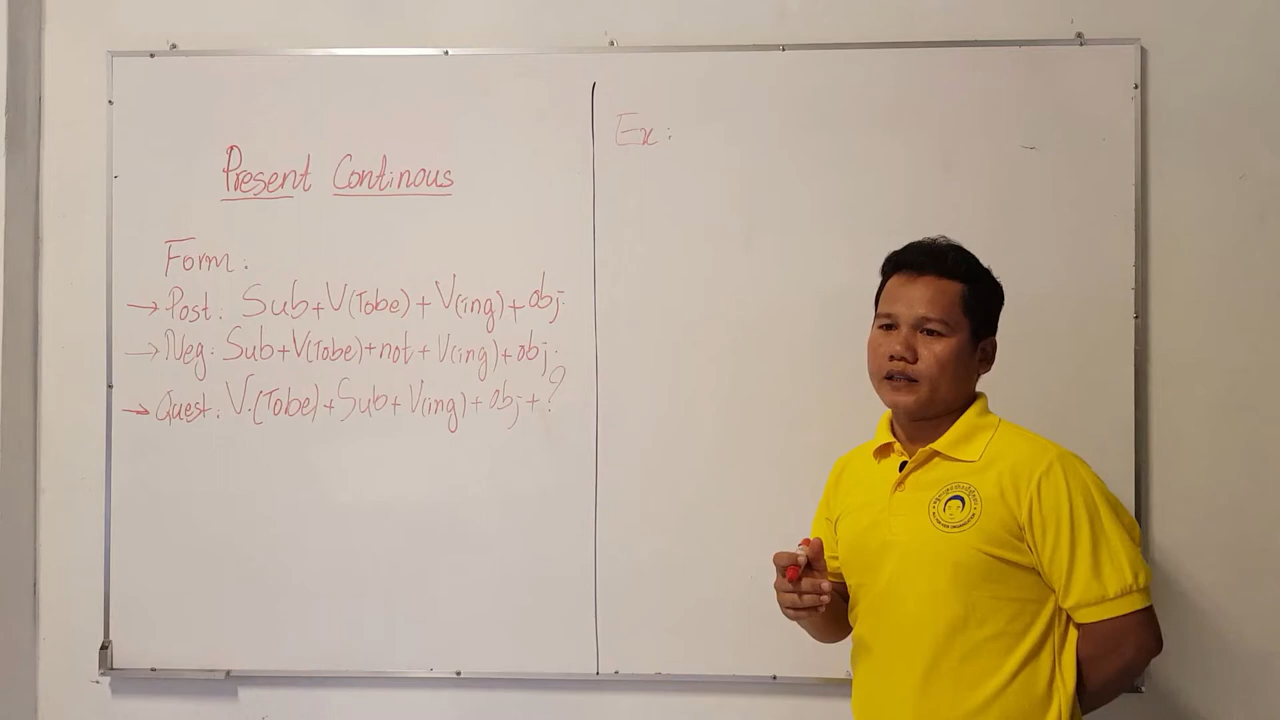 Present Continous
Form:
→ Post: Sub+V(Tobe)+V(ing)+obj.
→ Neg: Sub+V(Tobe)+not+V(ing)+obj.
→ Quest: V.(Tobe)+Sub+V(ing)+obj+?
Ex: